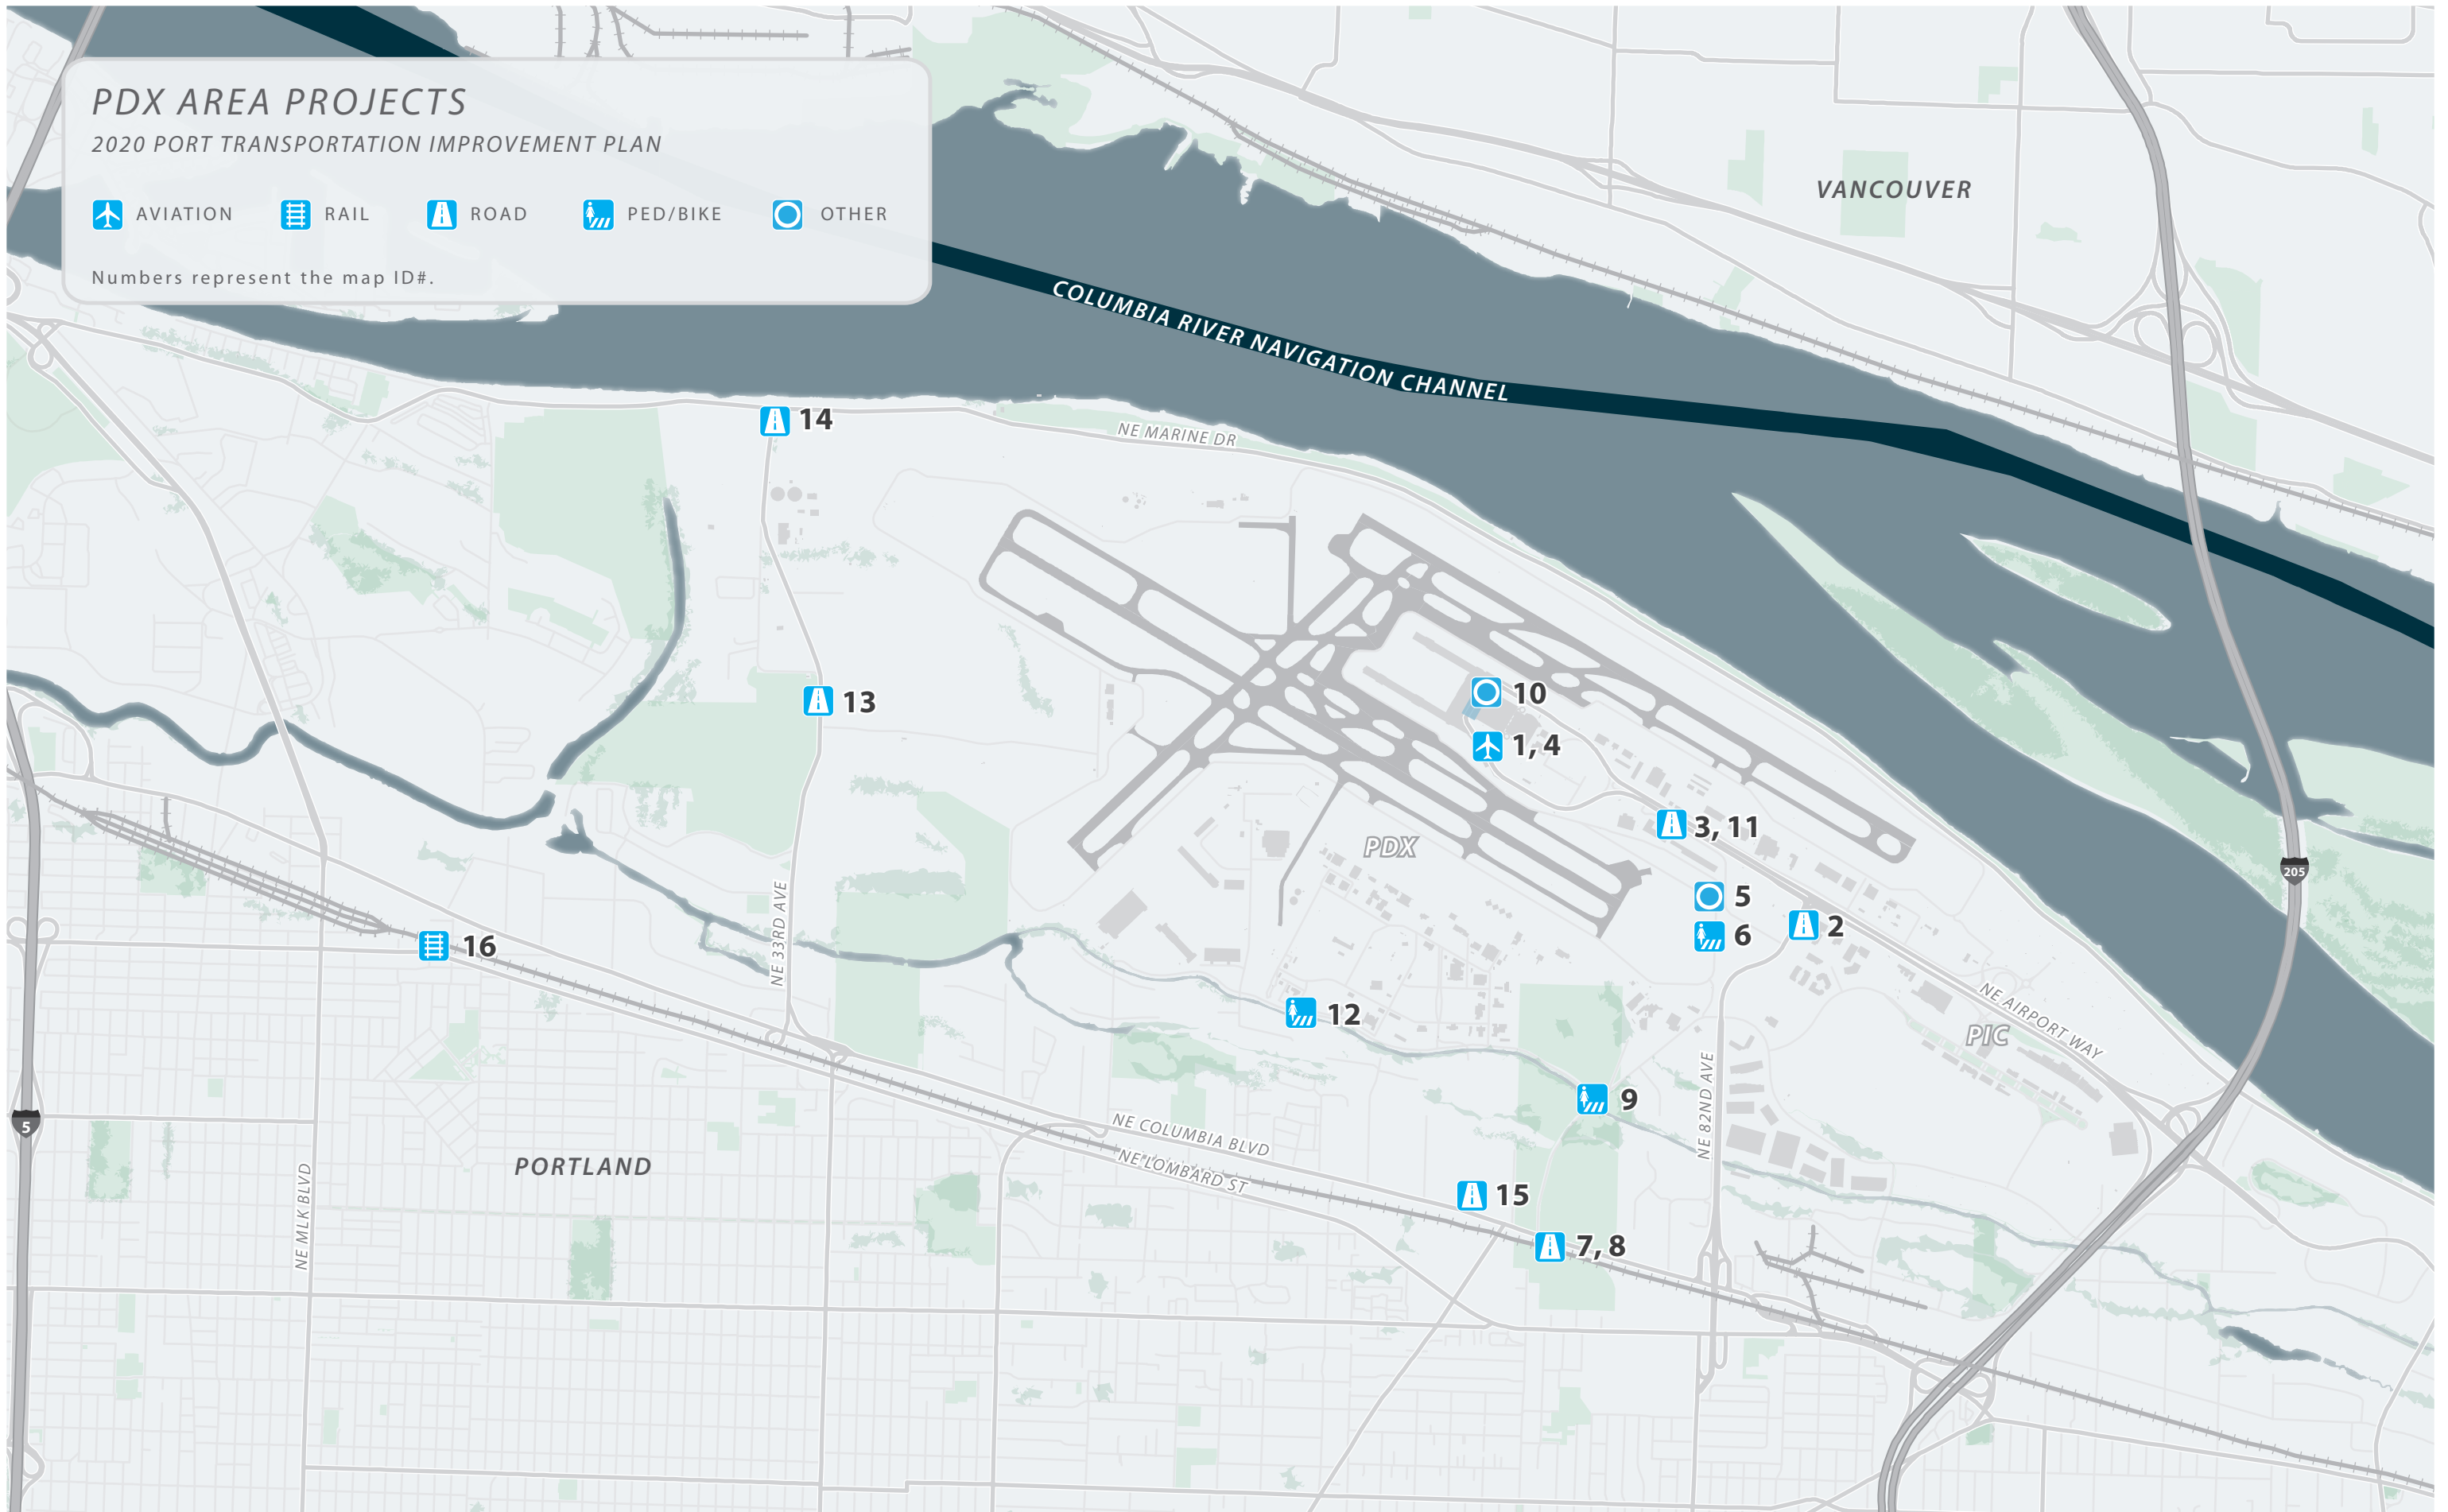 PDX AREA PROJECTS
2020 PORT TRANSPORTATION IMPROVEMENT PLAN
AVIATION
RAIL
ROAD
PED/BIKE
OTHER
Numbers represent the map ID#.
VANCOUVER
COLUMBIA RIVER NAVIGATION CHANNEL
14
NE MARINE DR
13
10
1, 4
3, 11
PDX
205
5
6
2
16
NE 33RD AVE
12
NE AIRPORT WAY
PIC
9
NE 82ND AVE
5
NE COLUMBIA BLVD
NE LOMBARD ST
PORTLAND
NE MLK BLVD
15
7, 8